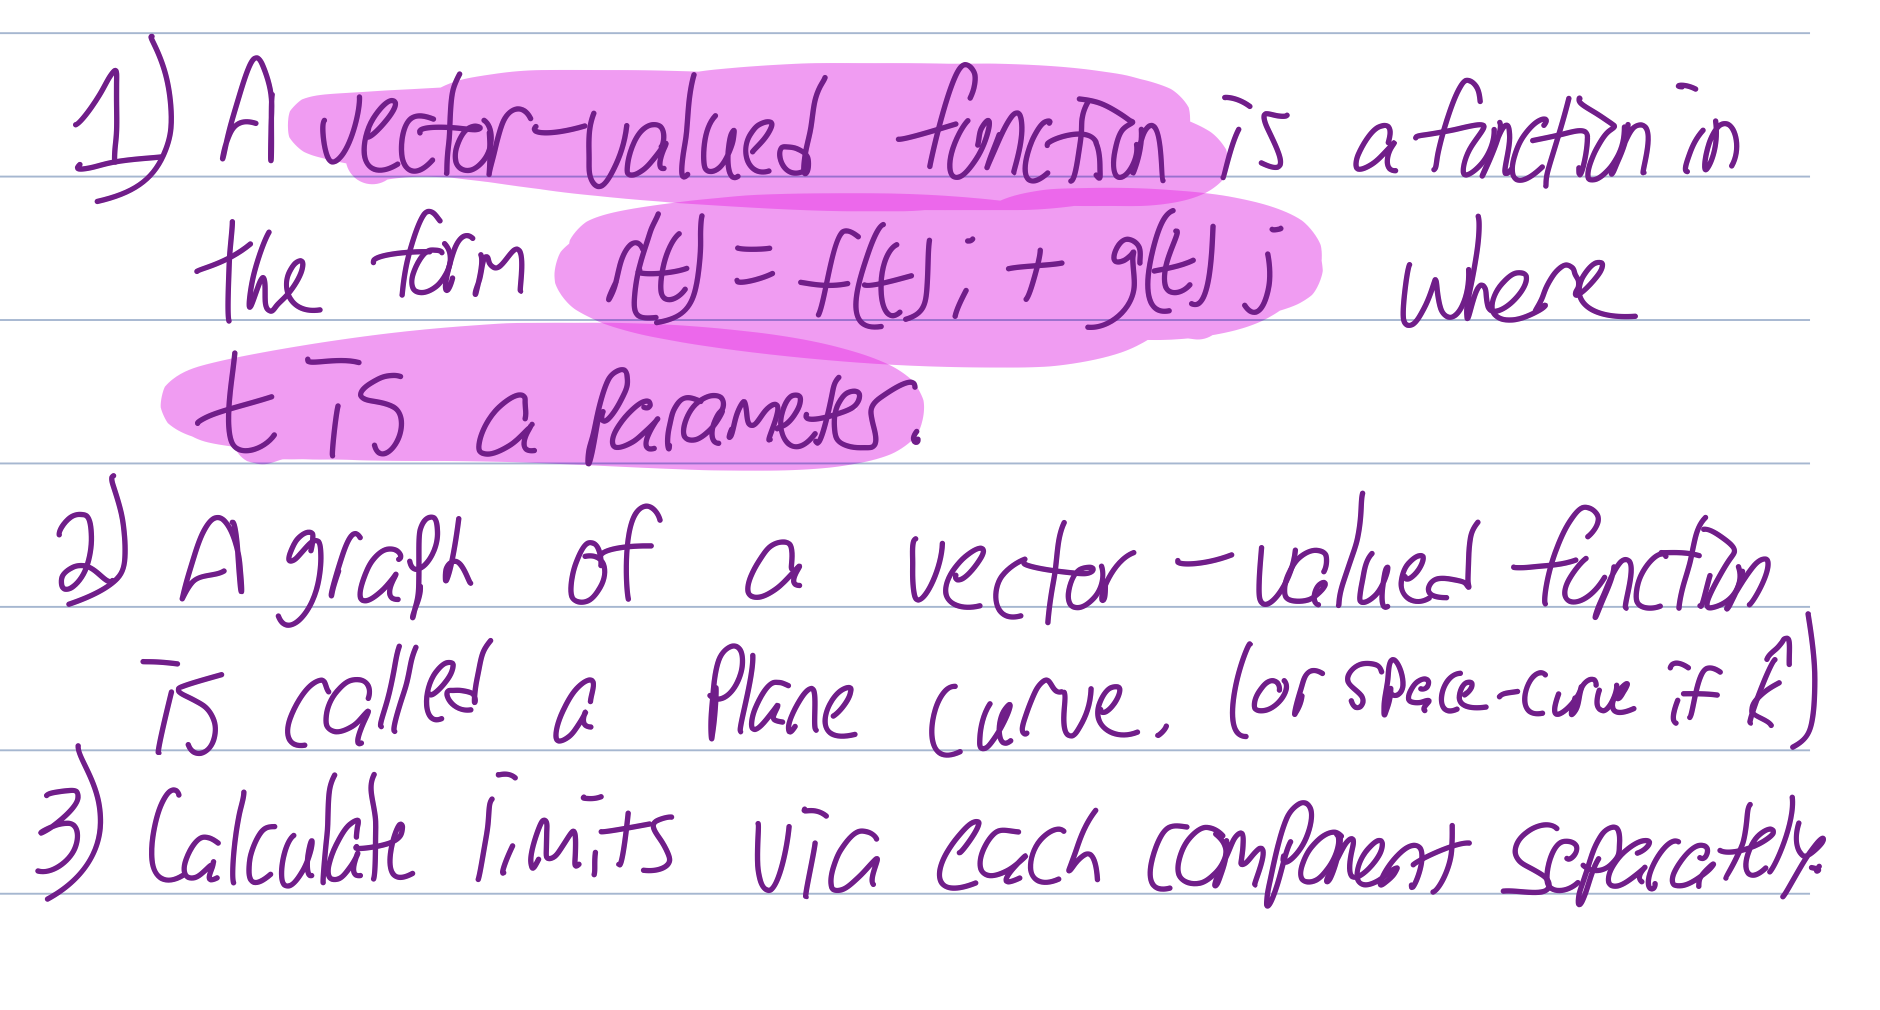 1) A vector-valued function is a function in
the form r(t) = f(t) i + g(t) j where
t is a parameter.
2) A graph of a vector-valued function
is called a plane curve. (or space-curve if k̂)
3) Calculate limits via each component separately.